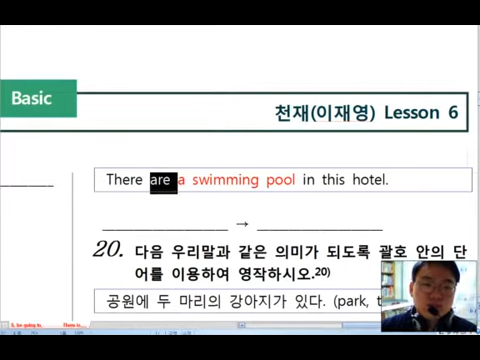 Basic
천재(이재영) Lesson 6
There are a swimming pool in this hotel.
→
20. 다음 우리말과 같은 의미가 되도록 괄호 안의 단
어를 이용하여 영작하시오.20)
공원에 두 마리의 강아지가 있다. (park, t